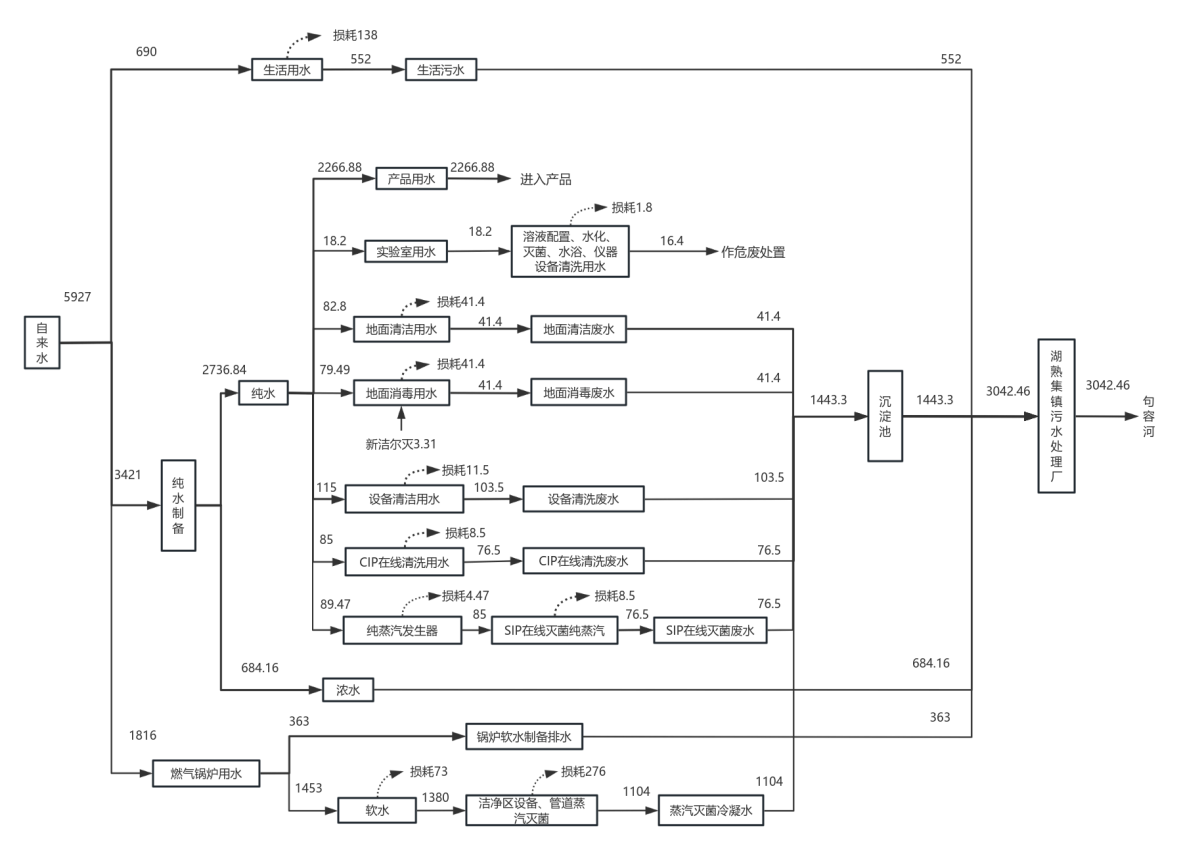 损耗138
690
生活用水
552
生活污水
552
2266.88
产品用水
2266.88
进入产品
损耗1.8
18.2
实验室用水
18.2
溶液配置、水化、
灭菌、水浴、仪器
设备清洗用水
16.4
作危废处置
5927
自
来
水
82.8
损耗41.4
地面清洁用水
41.4
地面清洁废水
41.4
2736.84
纯水
79.49
损耗41.4
地面消毒用水
41.4
地面消毒废水
41.4
新洁尔灭3.31
1443.3
沉
淀
池
1443.3
3042.46
湖
熟
集
镇
污
水
处
理
厂
3042.46
句
容
河
3421
纯
水
制
备
115
损耗11.5
设备清洁用水
103.5
设备清洗废水
103.5
85
损耗8.5
CIP在线清洗用水
76.5
CIP在线清洗废水
76.5
89.47
损耗4.47
纯蒸汽发生器
85
损耗8.5
SIP在线灭菌纯蒸汽
76.5
SIP在线灭菌废水
76.5
684.16
浓水
684.16
1816
燃气锅炉用水
363
锅炉软水制备排水
363
1453
损耗73
软水
1380
损耗276
洁净区设备、管道蒸
汽灭菌
1104
蒸汽灭菌冷凝水
1104